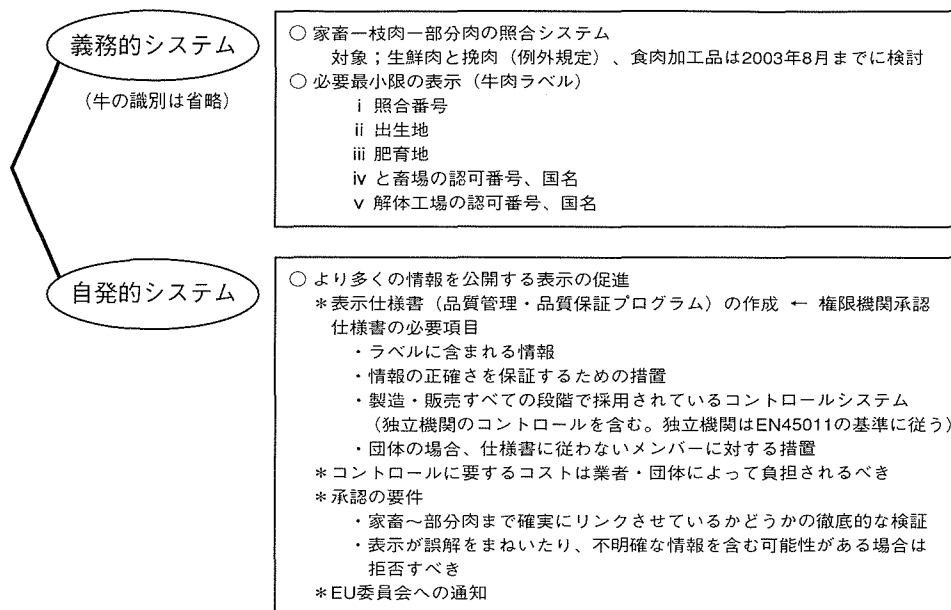 義務的システム
(牛の識別は省略)
○ 家畜ー枝肉ー部分肉の照合システム
対象；生鮮肉と挽肉（例外規定）、食肉加工品は2003年8月までに検討
○ 必要最小限の表示（牛肉ラベル）
ⅰ 照合番号
ⅱ 出生地
ⅲ 肥育地
ⅳ と畜場の認可番号、国名
ⅴ 解体工場の認可番号、国名
自発的システム
○ より多くの情報を公開する表示の促進
＊表示仕様書（品質管理・品質保証プログラム）の作成 ← 権限機関承認
仕様書の必要項目
・ラベルに含まれる情報
・情報の正確さを保証するための措置
・製造・販売すべての段階で採用されているコントロールシステム
（独立機関のコントロールを含む。独立機関はEN45011の基準に従う）
・団体の場合、仕様書に従わないメンバーに対する措置
＊コントロールに要するコストは業者・団体によって負担されるべき
＊承認の要件
・家畜～部分肉まで確実にリンクさせているかどうかの徹底的な検証
・表示が誤解をまねいたり、不明確な情報を含む可能性がある場合は
拒否すべき
＊EU委員会への通知